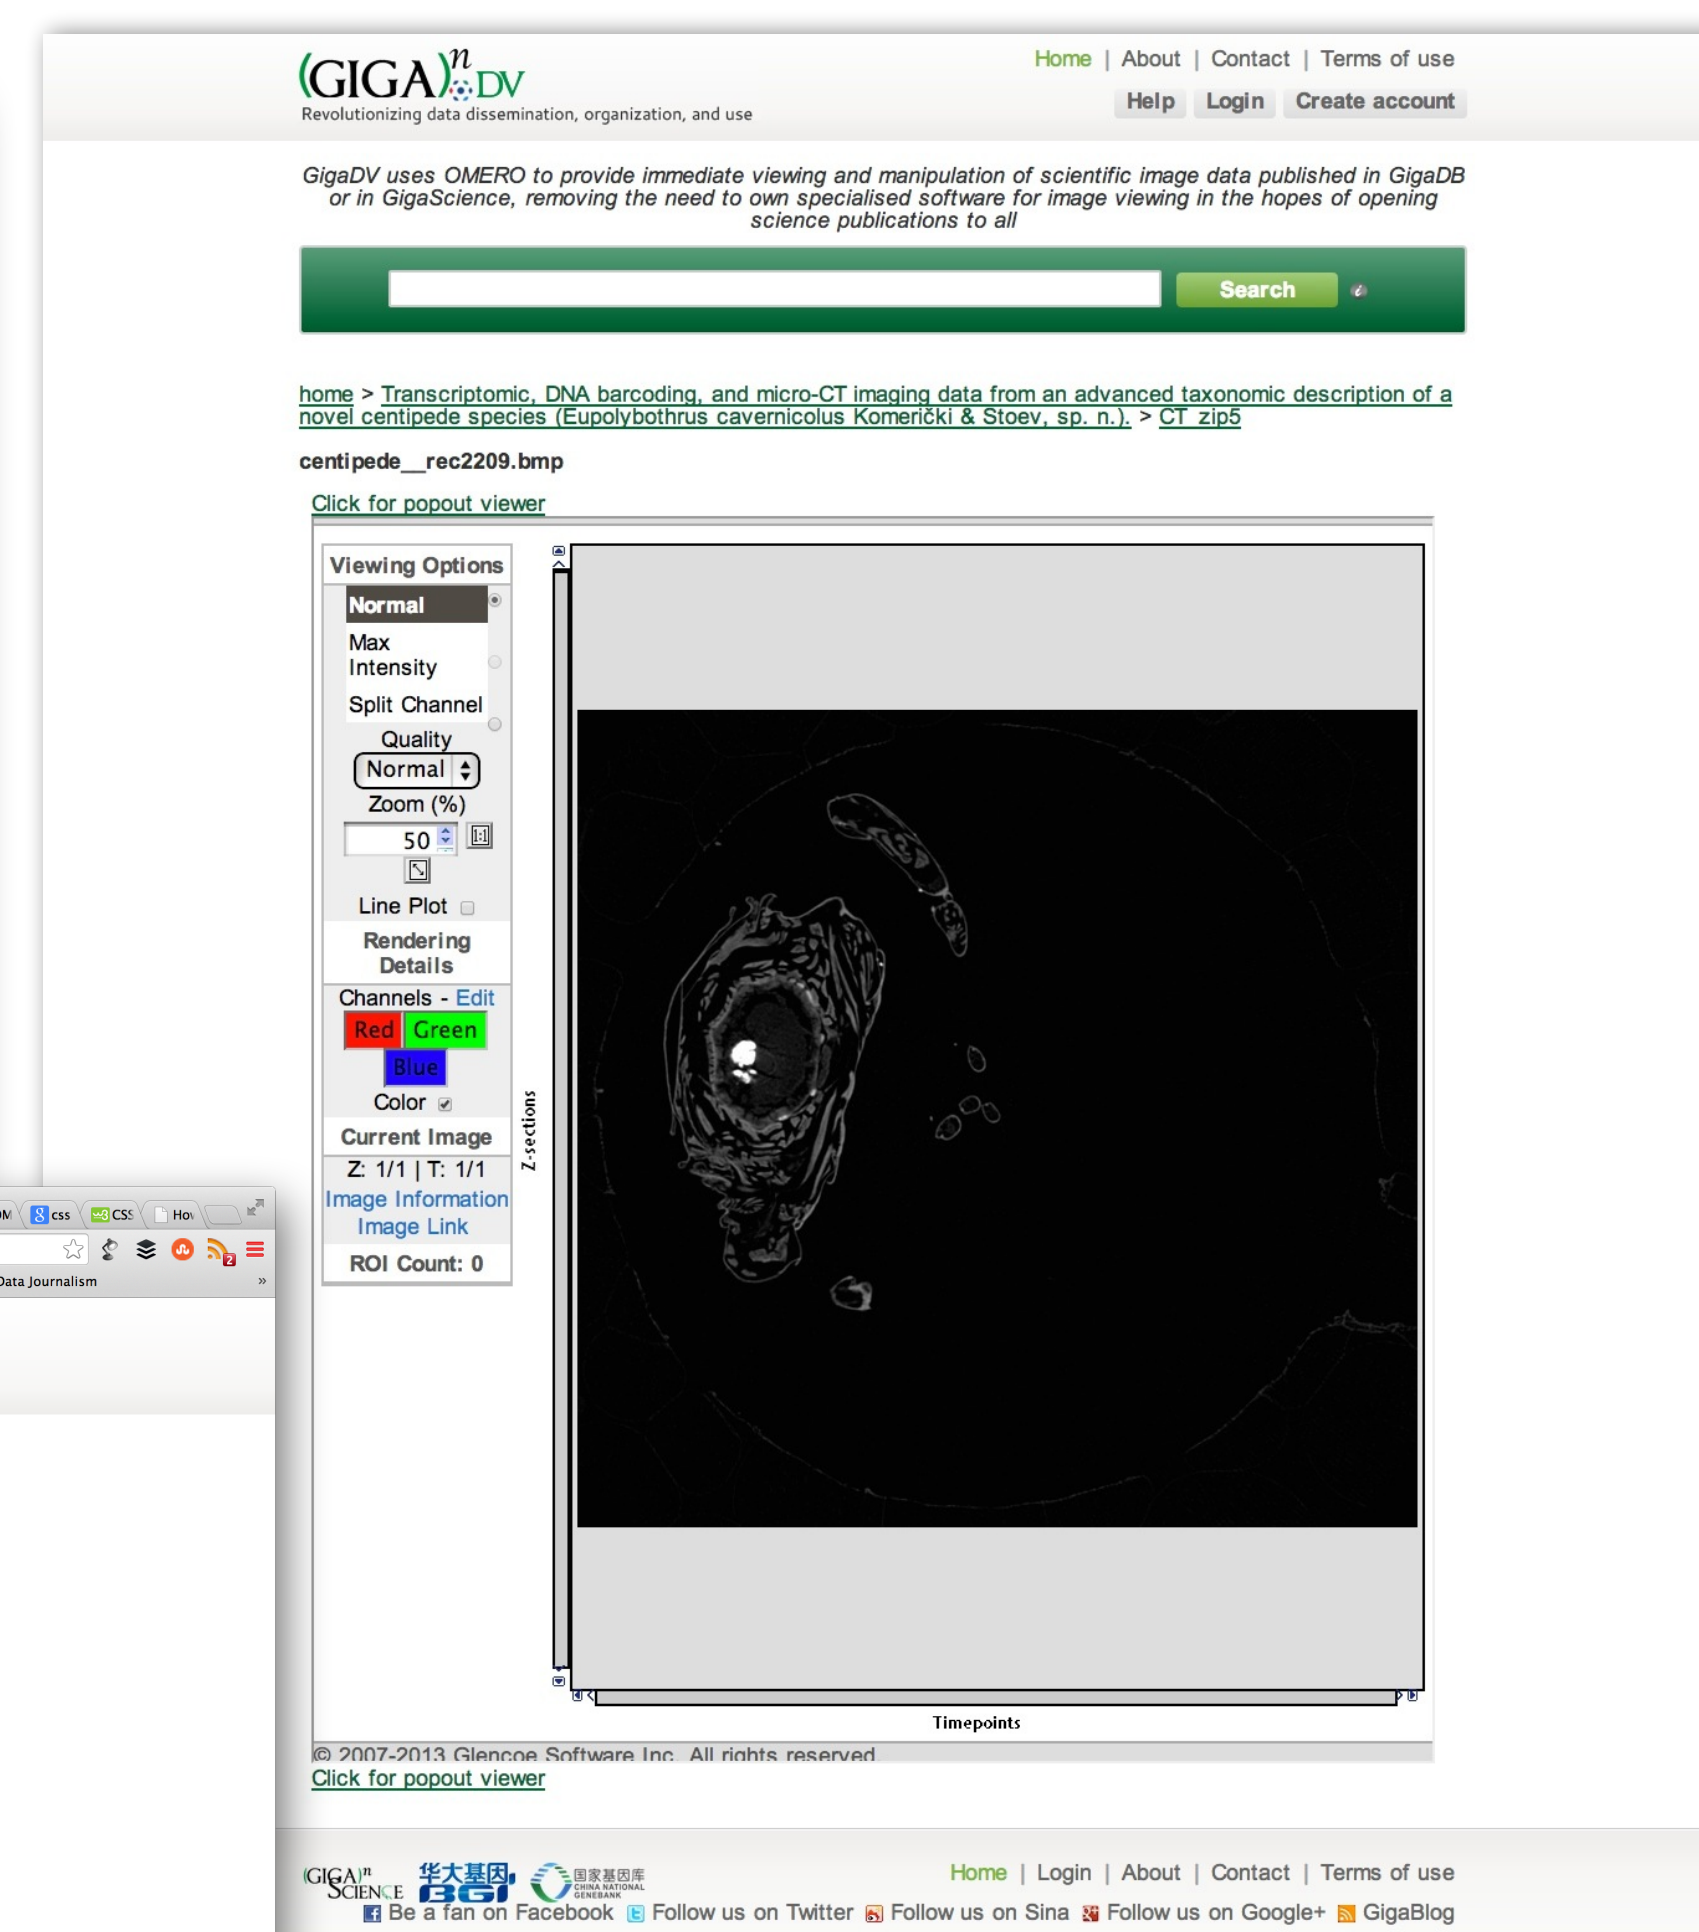 (GIGA)n DV
Revolutionizing data dissemination, organization, and use
Home | About | Contact | Terms of use
Help Login Create account
GigaDV uses OMERO to provide immediate viewing and manipulation of scientific image data published in GigaDB
or in GigaScience, removing the need to own specialised software for image viewing in the hopes of opening
science publications to all
Search
home > Transcriptomic, DNA barcoding, and micro-CT imaging data from an advanced taxonomic description of a
novel centipede species (Eupolybothrus cavernicolus Komerički & Stoev, sp. n.). > CT_zip5
centipede__rec2209.bmp
Click for popout viewer
Viewing Options
Normal
Max
Intensity
Split Channel
Quality
Normal
Zoom (%)
50
1:1
Line Plot
Rendering
Details
Channels - Edit
Red Green
Blue
Color
Current Image
Z: 1/1 | T: 1/1
Image Information
Image Link
ROI Count: 0
Z-sections
Timepoints
© 2007-2013 Glencoe Software Inc. All rights reserved.
Click for popout viewer
css CSS Hov
2
Data Journalism »
(GIGA)n
SCIENCE
华大基因
BGI
国家基因库
CHINA NATIONAL
GENEBANK
Home | Login | About | Contact | Terms of use
Be a fan on Facebook Follow us on Twitter Follow us on Sina Follow us on Google+ GigaBlog